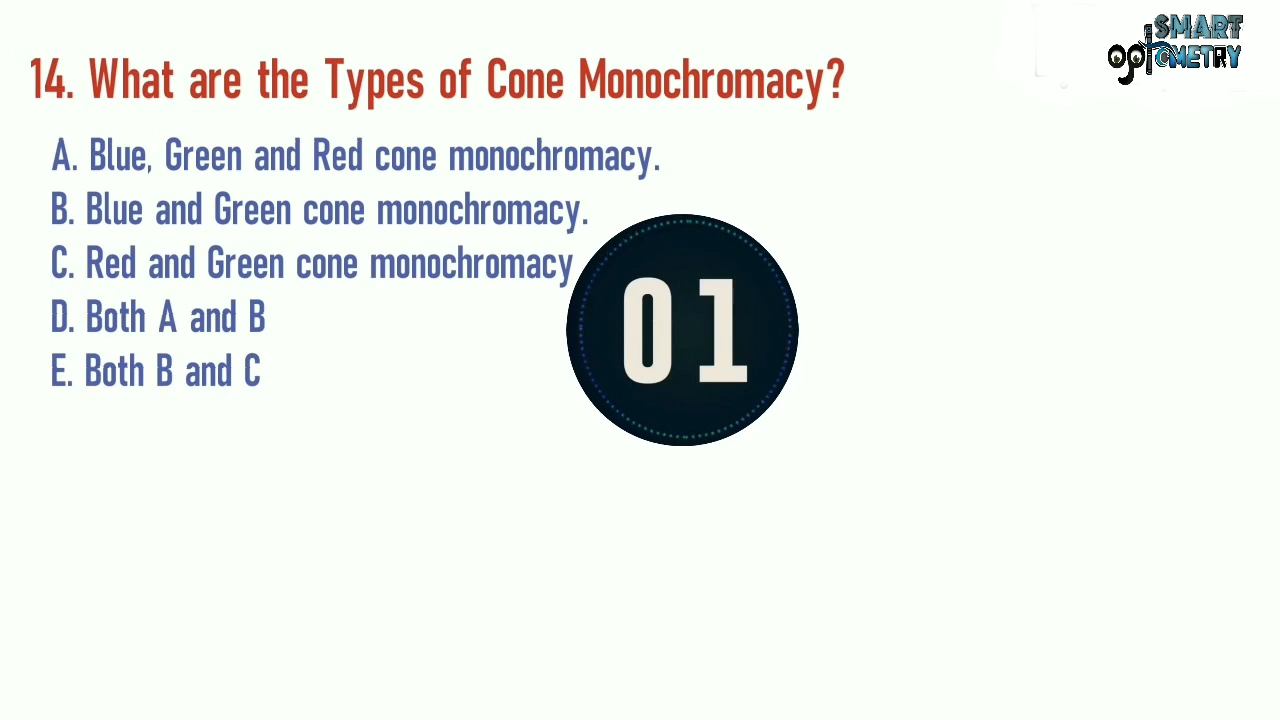 SMART
OPTOMETRY
14. What are the Types of Cone Monochromacy?
A. Blue, Green and Red cone monochromacy.
B. Blue and Green cone monochromacy.
C. Red and Green cone monochromacy
D. Both A and B
E. Both B and C
01